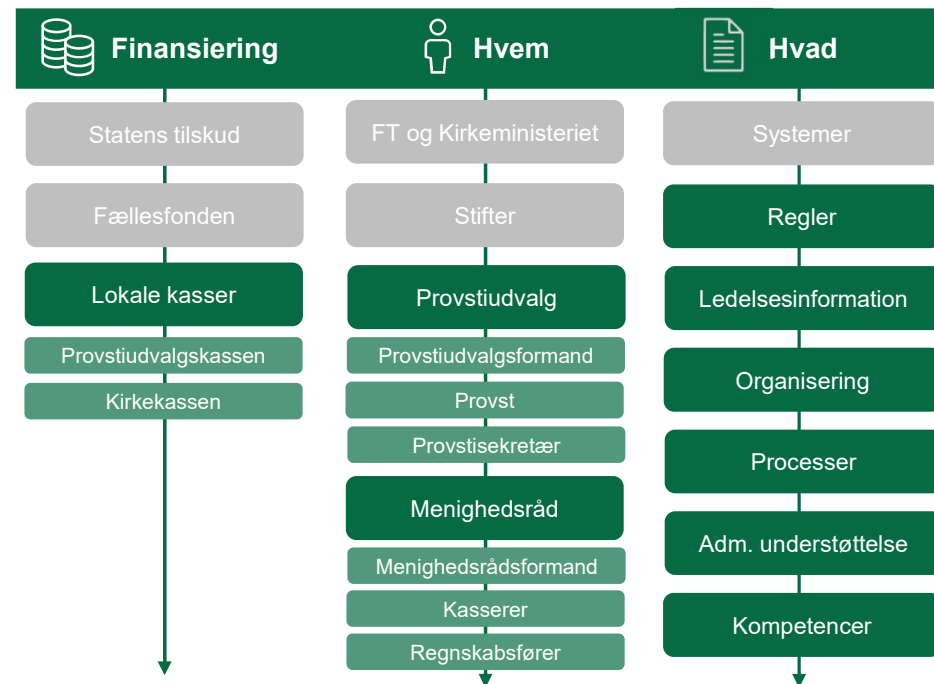 Finansiering
Statens tilskud
Fællesfonden
Lokale kasser
Provstiudvalgskassen
Kirkekassen
Hvem
FT og Kirkeministeriet
Stifter
Provstiudvalg
Provstiudvalgsformand
Provst
Provstisekretær
Menighedsråd
Menighedsrådsformand
Kasserer
Regnskabsfører
Hvad
Systemer
Regler
Ledelsesinformation
Organisering
Processer
Adm. understøttelse
Kompetencer